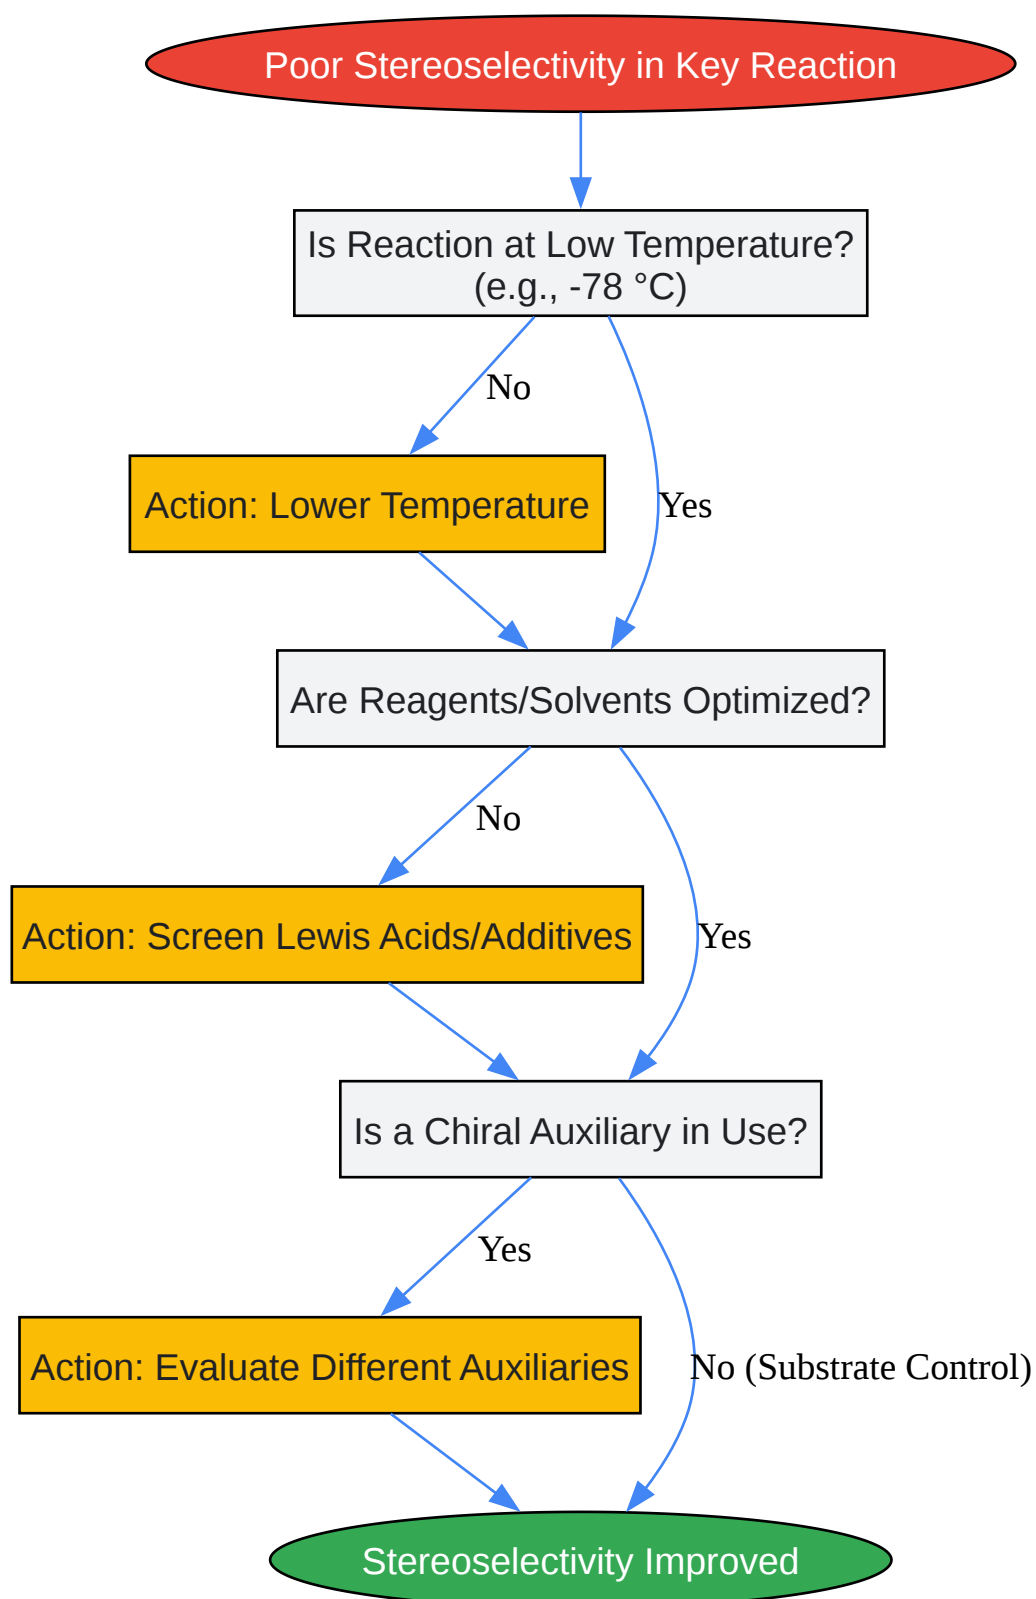 Poor Stereoselectivity in Key Reaction
Is Reaction at Low Temperature?
(e.g., -78 °C)
No
Action: Lower Temperature
Yes
Are Reagents/Solvents Optimized?
No
Action: Screen Lewis Acids/Additives
Yes
Is a Chiral Auxiliary in Use?
Yes
Action: Evaluate Different Auxiliaries
No (Substrate Control)
Stereoselectivity Improved